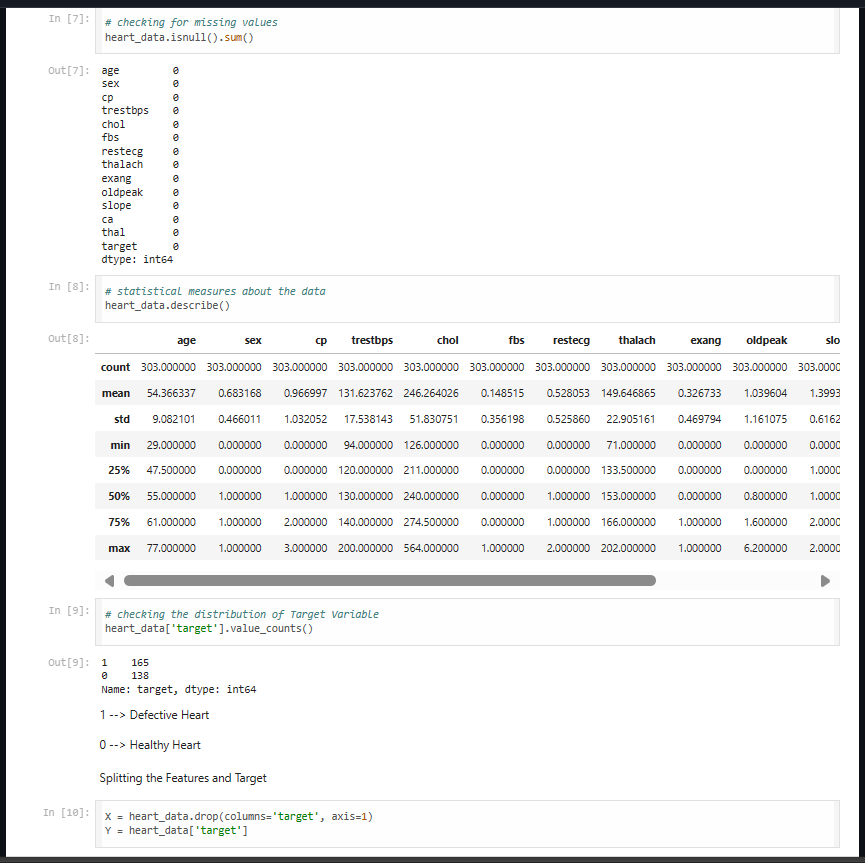 In [7]:
# checking for missing values
heart_data.isnull().sum()
Out[7]:
age 0
sex 0
cp 0
trestbps 0
chol 0
fbs 0
restecg 0
thalach 0
exang 0
oldpeak 0
slope 0
ca 0
thal 0
target 0
dtype: int64
In [8]:
# statistical measures about the data
heart_data.describe()
Out[8]:
age sex cp trestbps chol fbs restecg thalach exang oldpeak slo
count 303.000000 303.000000 303.000000 303.000000 303.000000 303.000000 303.000000 303.000000 303.000000 303.000000 303.0000
mean 54.366337 0.683168 0.966997 131.623762 246.264026 0.148515 0.528053 149.646865 0.326733 1.039604 1.3993
std 9.082101 0.466011 1.032052 17.538143 51.830751 0.356198 0.525860 22.905161 0.469794 1.161075 0.6162
min 29.000000 0.000000 0.000000 94.000000 126.000000 0.000000 0.000000 71.000000 0.000000 0.000000 0.0000
25% 47.500000 0.000000 0.000000 120.000000 211.000000 0.000000 0.000000 133.500000 0.000000 0.000000 1.0000
50% 55.000000 1.000000 1.000000 130.000000 240.000000 0.000000 1.000000 153.000000 0.000000 0.800000 1.0000
75% 61.000000 1.000000 2.000000 140.000000 274.500000 0.000000 1.000000 166.000000 1.000000 1.600000 2.0000
max 77.000000 1.000000 3.000000 200.000000 564.000000 1.000000 2.000000 202.000000 1.000000 6.200000 2.0000
In [9]:
# checking the distribution of Target Variable
heart_data['target'].value_counts()
Out[9]:
1 165
0 138
Name: target, dtype: int64
1 --> Defective Heart
0 --> Healthy Heart
Splitting the Features and Target
In [10]:
X = heart_data.drop(columns='target', axis=1)
Y = heart_data['target']